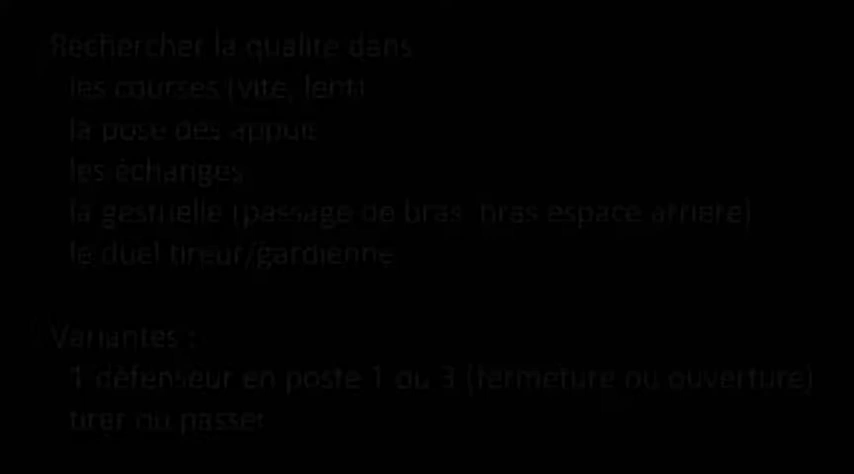 Rechercher la qualité dans
les courses (vite, lent)
la pose des appuis
les échanges
la gestuelle (passage de bras, bras espace arrière)
le duel tireur/gardienne
Variantes :
1 défenseur en poste 1 ou 3 (fermeture ou ouverture)
tirer ou passer